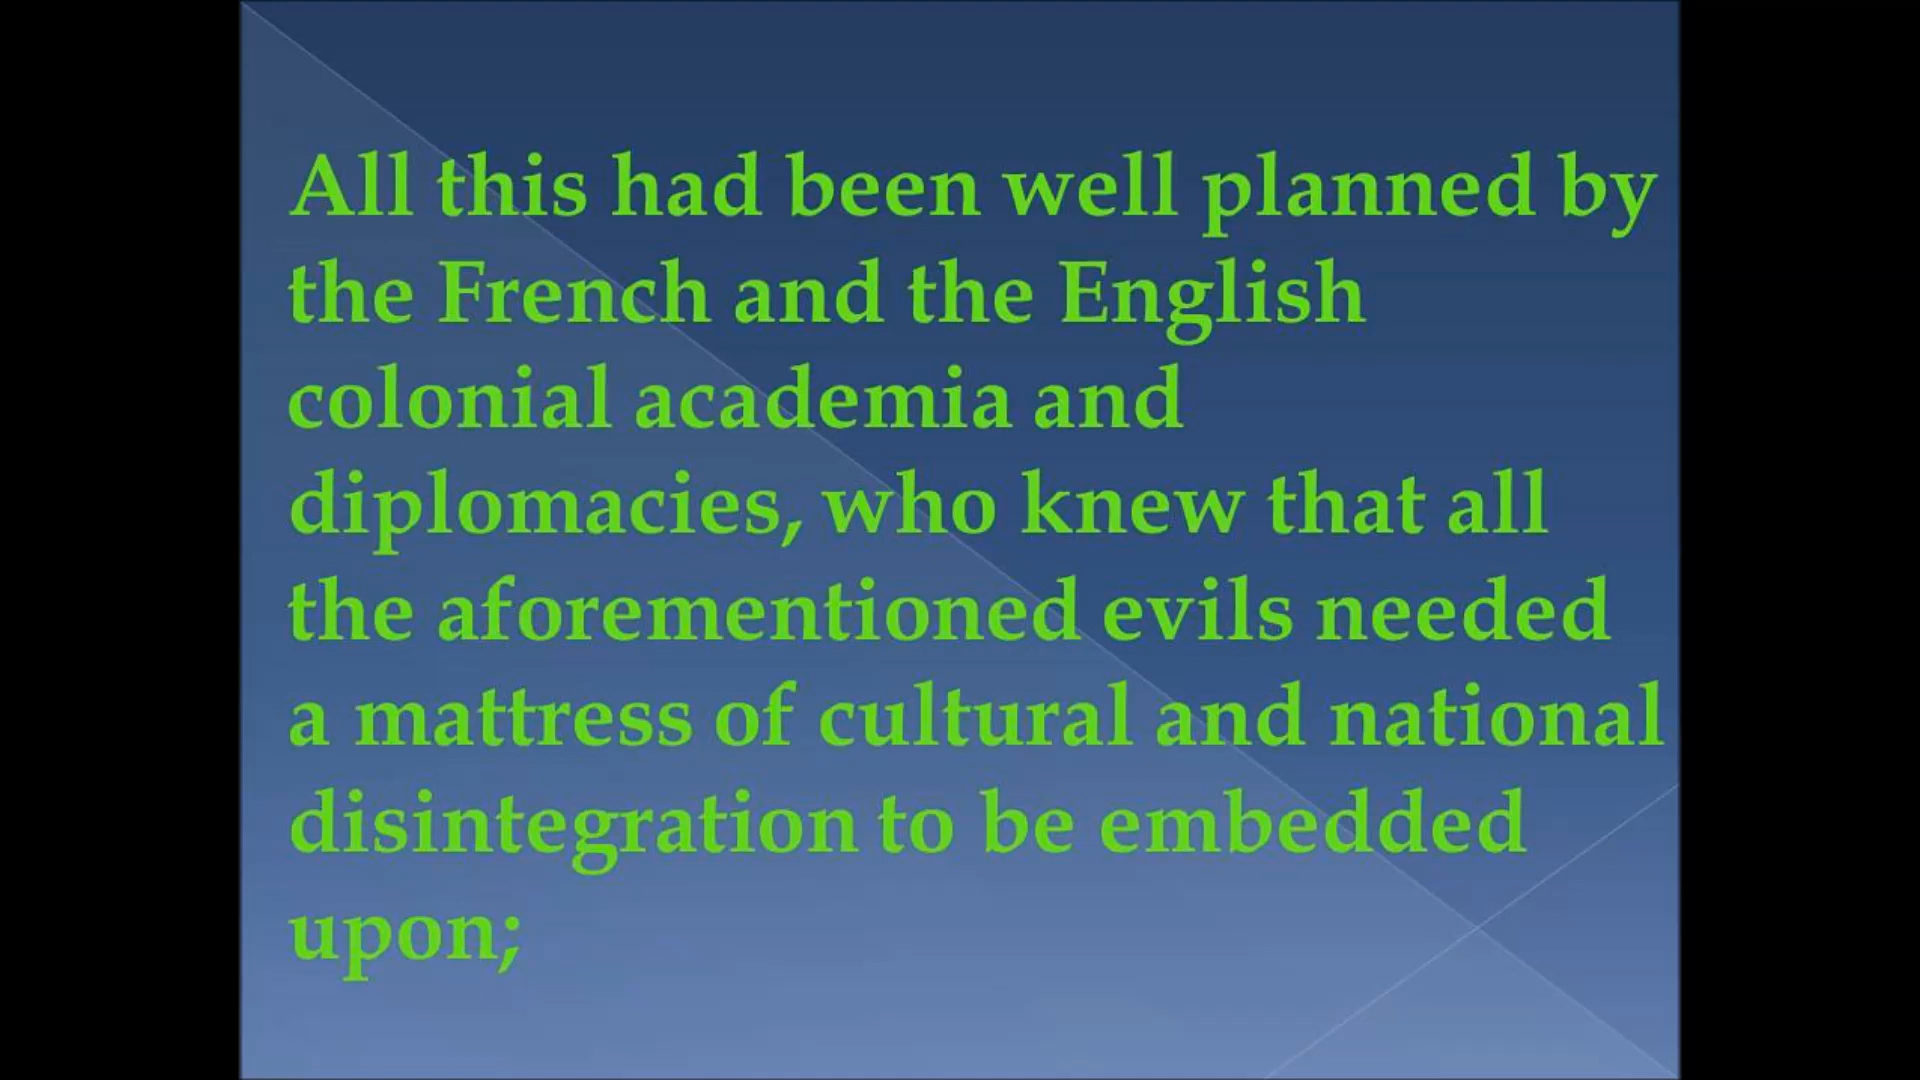 All this had been well planned by
the French and the English
colonial academia and
diplomacies, who knew that all
the aforementioned evils needed
a mattress of cultural and national
disintegration to be embedded
upon;